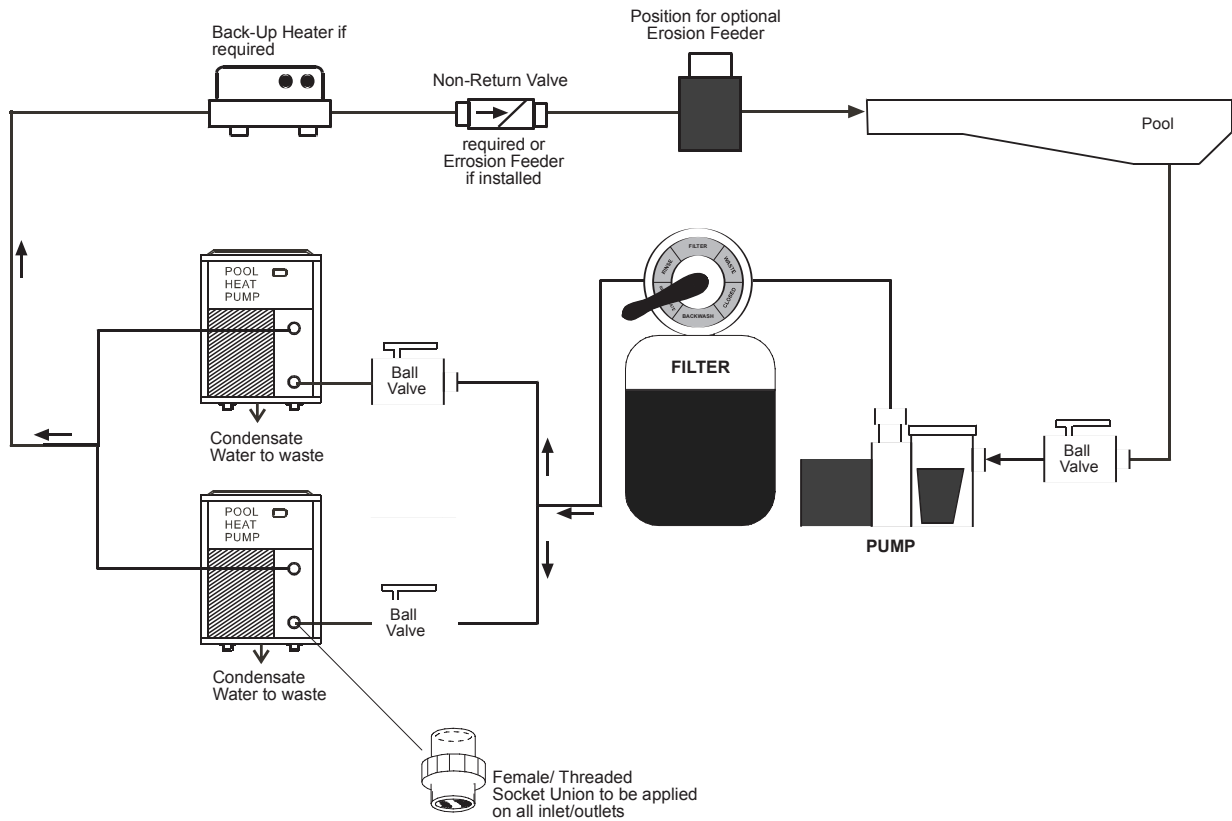 Back-Up Heater if
required
Non-Return Valve
required or
Errosion Feeder
if installed
Position for optional
Erosion Feeder
Pool
POOL
HEAT
PUMP
Condensate
Water to waste
Ball
Valve
FILTER
WASTE
CLOSED
BACKWASH
RINSE
FILTER
Ball
Valve
PUMP
POOL
HEAT
PUMP
Condensate
Water to waste
Ball
Valve
Female/ Threaded
Socket Union to be applied
on all inlet/outlets